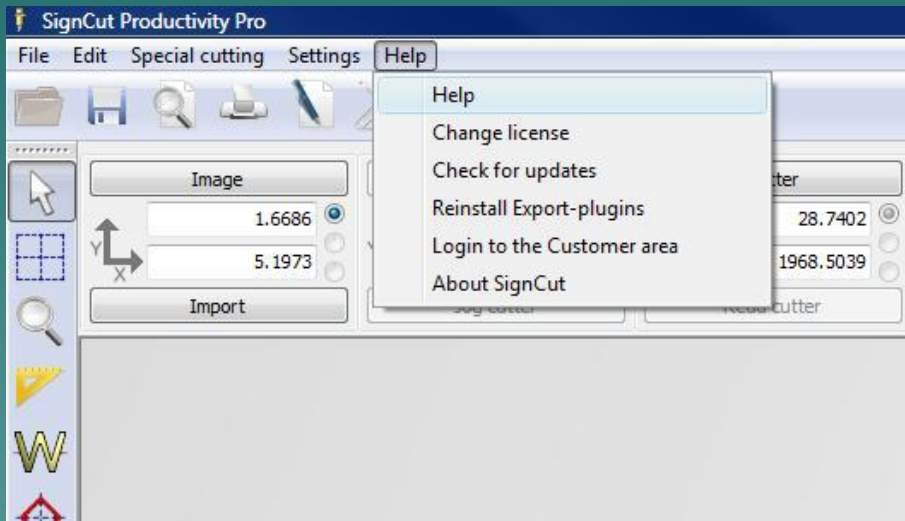 SignCut Productivity Pro
File Edit Special cutting Settings Help
Help
Change license
Check for updates
Reinstall Export-plugins
Login to the Customer area
About SignCut
Image
1.6686
28.7402
Y
X
5.1973
1968.5039
Import
cutter